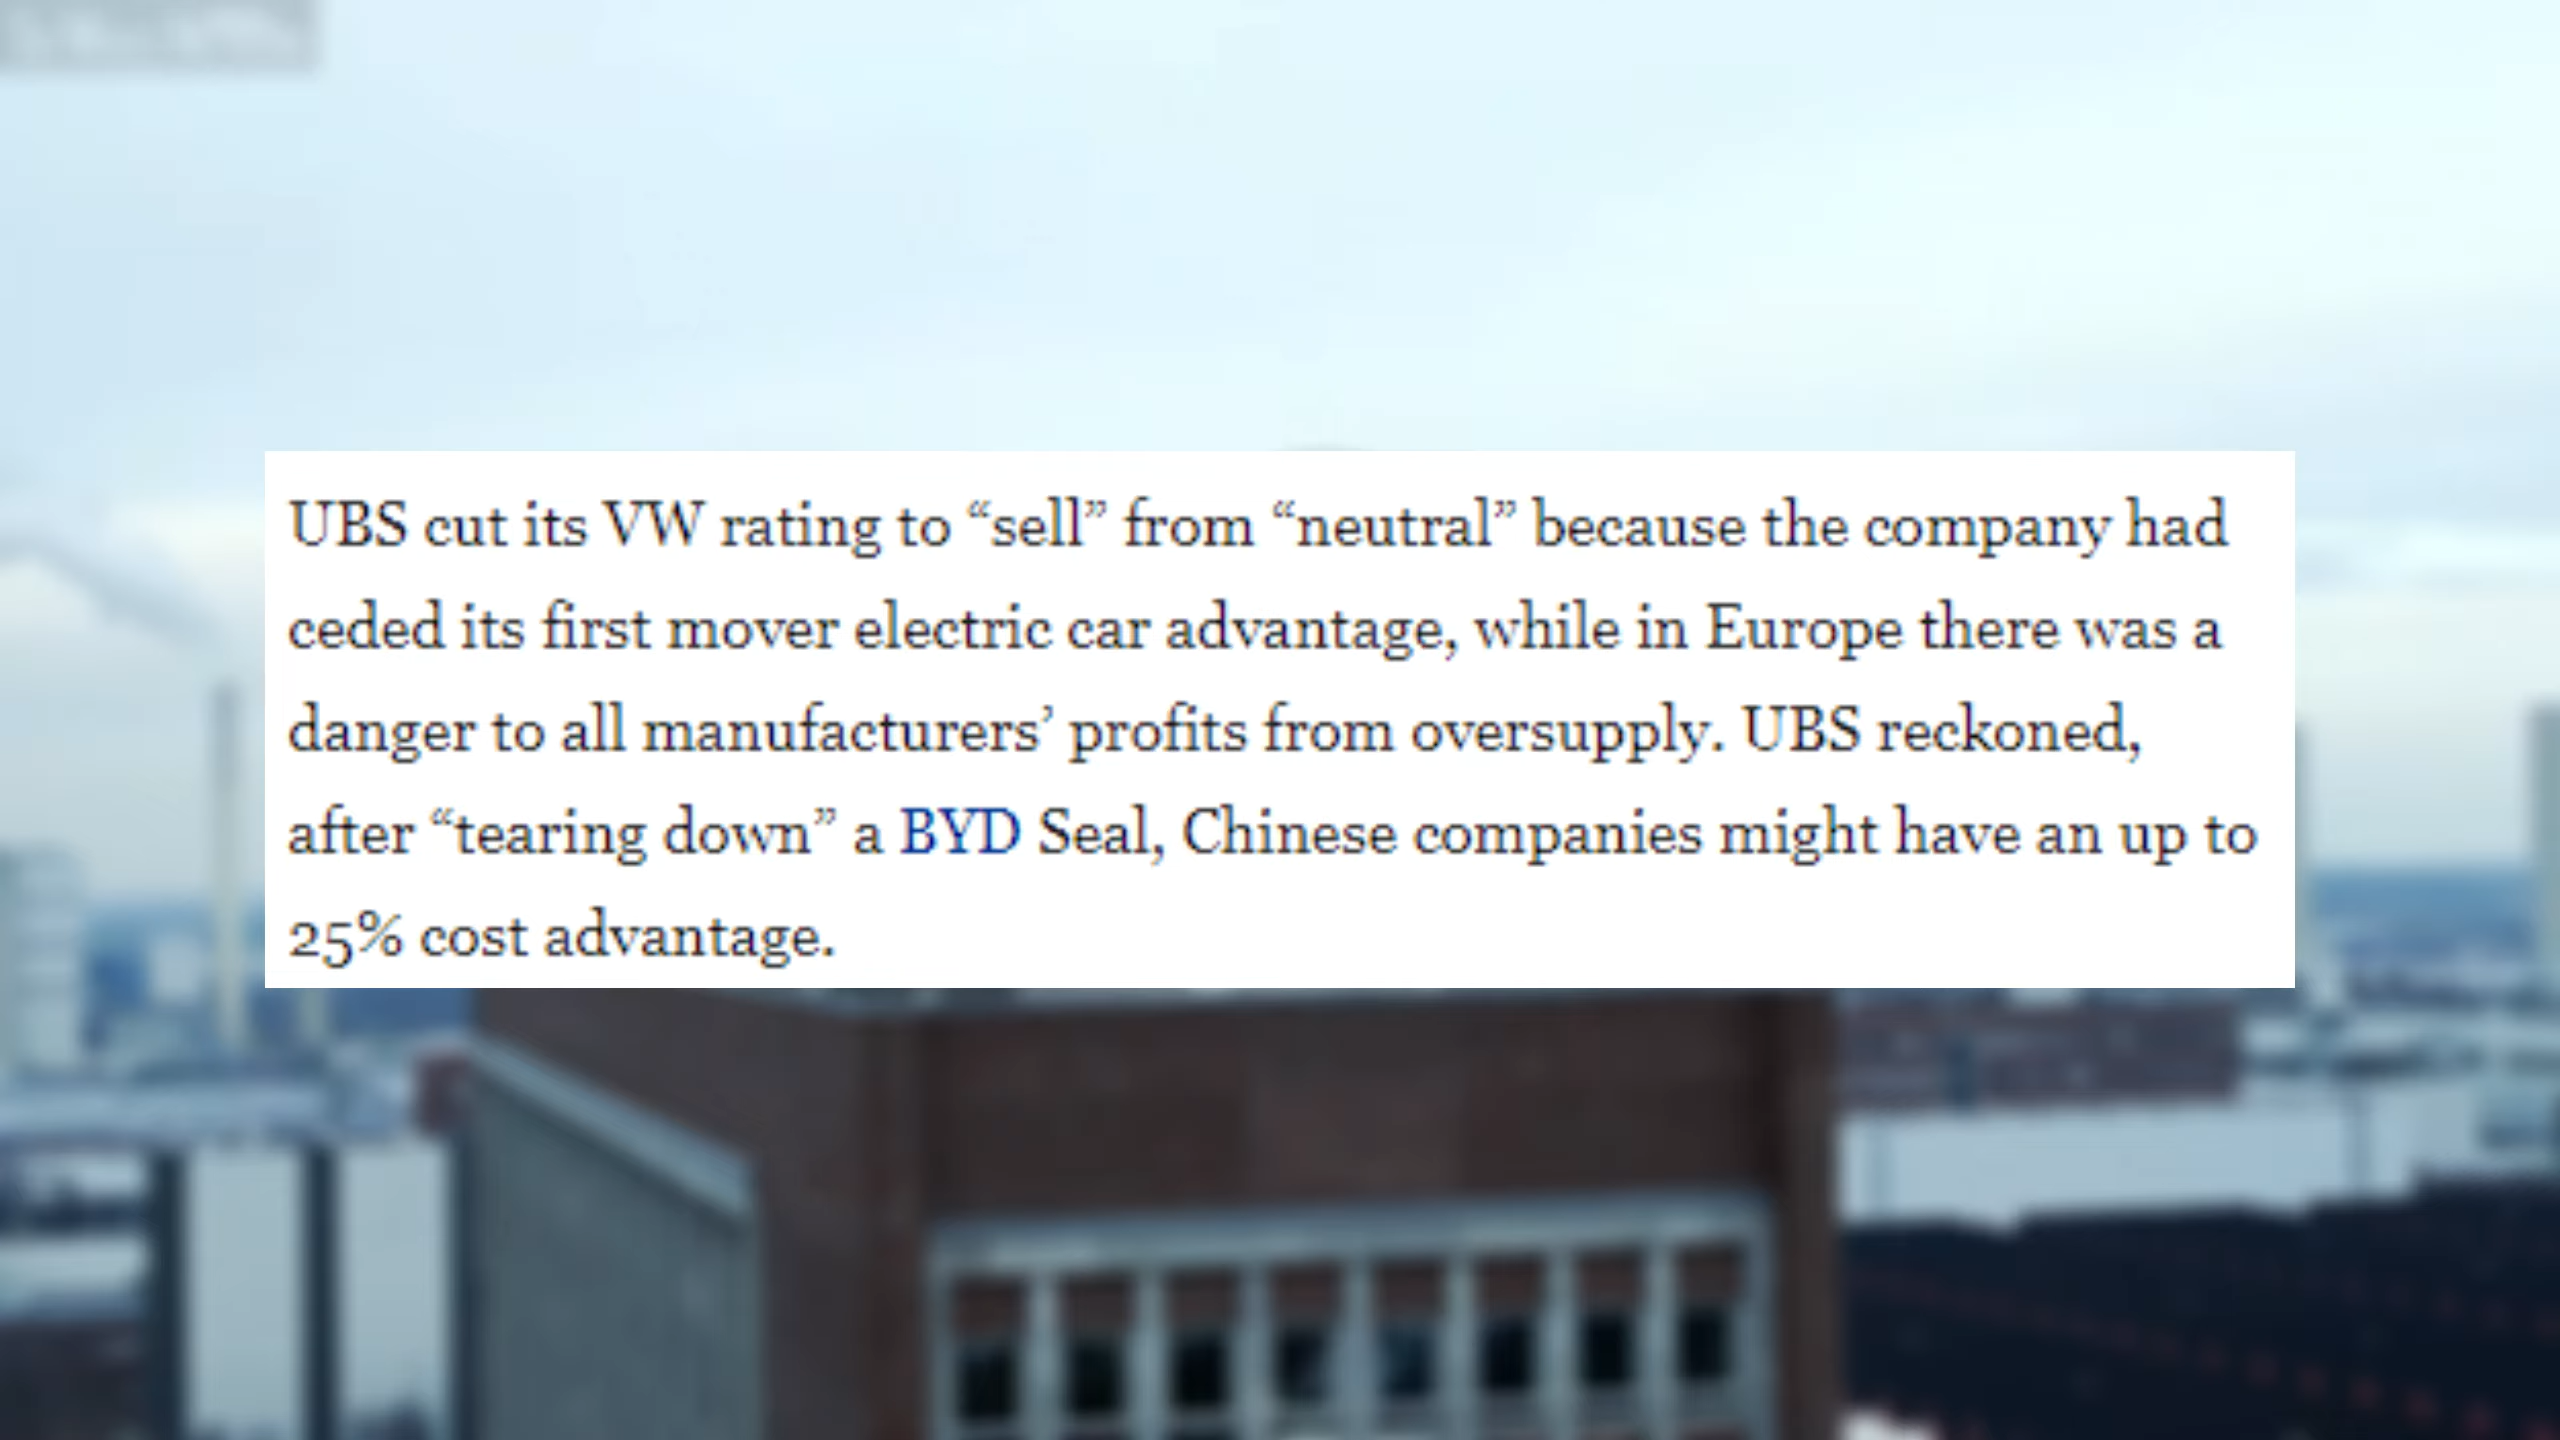 UBS cut its VW rating to “sell” from “neutral” because the company had
ceded its first mover electric car advantage, while in Europe there was a
danger to all manufacturers’ profits from oversupply. UBS reckoned,
after “tearing down” a BYD Seal, Chinese companies might have an up to
25% cost advantage.